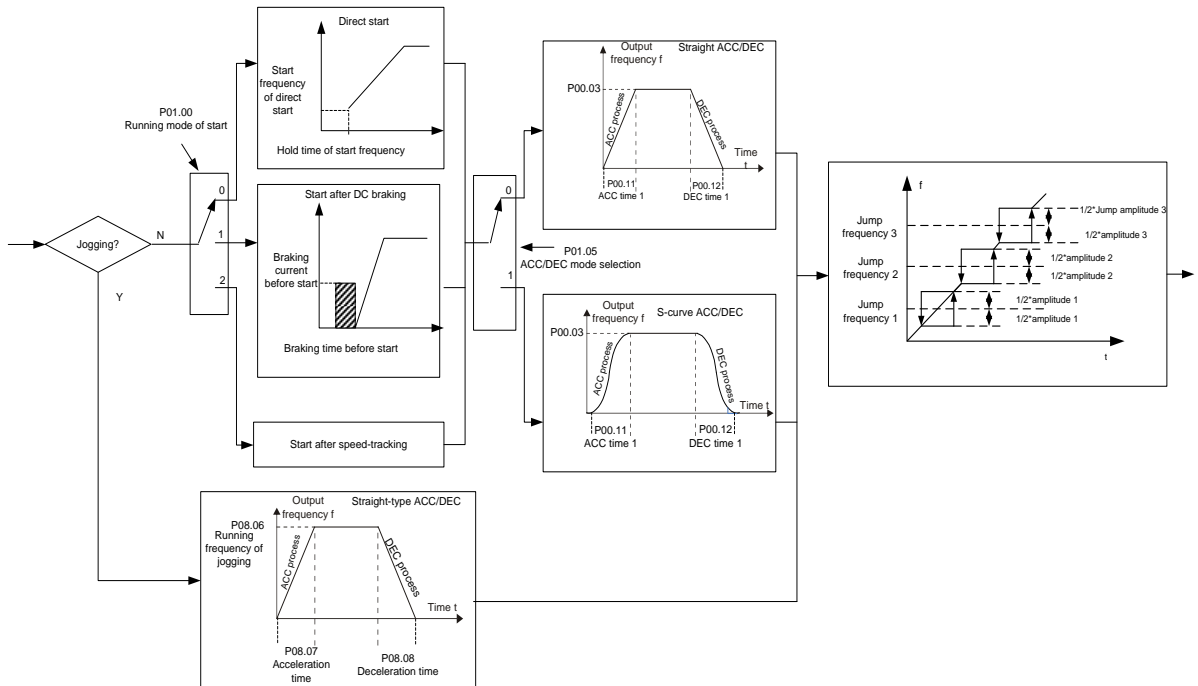 Jogging?
N
Y
P01.00
Running mode of start
0
1
2
Direct start
Start
frequency
of direct
start
Hold time of start frequency
Start after DC braking
Braking
current
before start
Braking time before start
Start after speed-tracking
0
1
P01.05
ACC/DEC mode selection
Output
frequency f
Straight ACC/DEC
P00.03
ACC process
DEC process
Time
t
P00.11
ACC time 1
P00.12
DEC time 1
Output
frequency f
S-curve ACC/DEC
P00.03
ACC process
DEC process
Time t
P00.11
ACC time 1
P00.12
DEC time 1
Output
frequency f
Straight-type ACC/DEC
P08.06
Running
frequency of
jogging
ACC process
DEC process
Time t
P08.07
Acceleration
time
P08.08
Deceleration time
f
Jump
frequency 3
Jump
frequency 2
Jump
frequency 1
1/2*Jump amplitude 3
1/2*amplitude 3
1/2*amplitude 2
1/2*amplitude 2
1/2*amplitude 1
1/2*amplitude 1
t